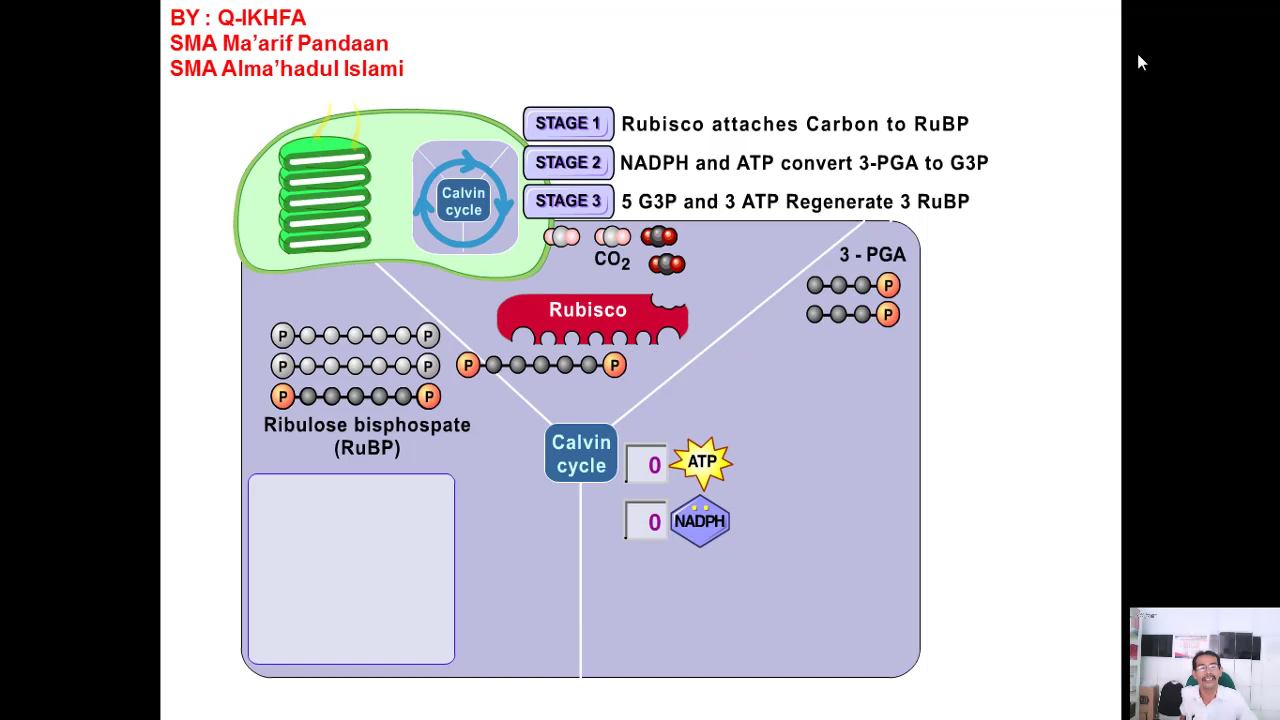 BY : Q-IKHFA
SMA Ma’arif Pandaan
SMA Alma’hadul Islami
STAGE 1 Rubisco attaches Carbon to RuBP
STAGE 2 NADPH and ATP convert 3-PGA to G3P
STAGE 3 5 G3P and 3 ATP Regenerate 3 RuBP
Calvin
cycle
CO2
3 - PGA
P
P
Rubisco
P P
P P
P P
P P
Ribulose bisphospate
(RuBP)
Calvin
cycle
0 ATP
0 NADPH